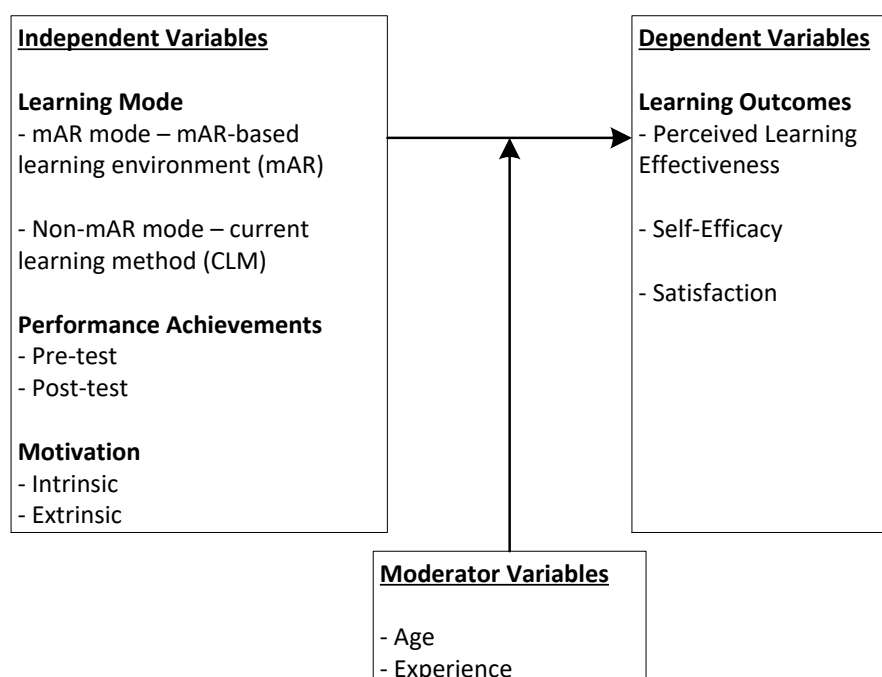 Independent Variables
Learning Mode
- mAR mode – mAR-based
learning environment (mAR)
- Non-mAR mode – current
learning method (CLM)
Performance Achievements
- Pre-test
- Post-test
Motivation
- Intrinsic
- Extrinsic
Dependent Variables
Learning Outcomes
- Perceived Learning
Effectiveness
- Self-Efficacy
- Satisfaction
Moderator Variables
- Age
- Experience